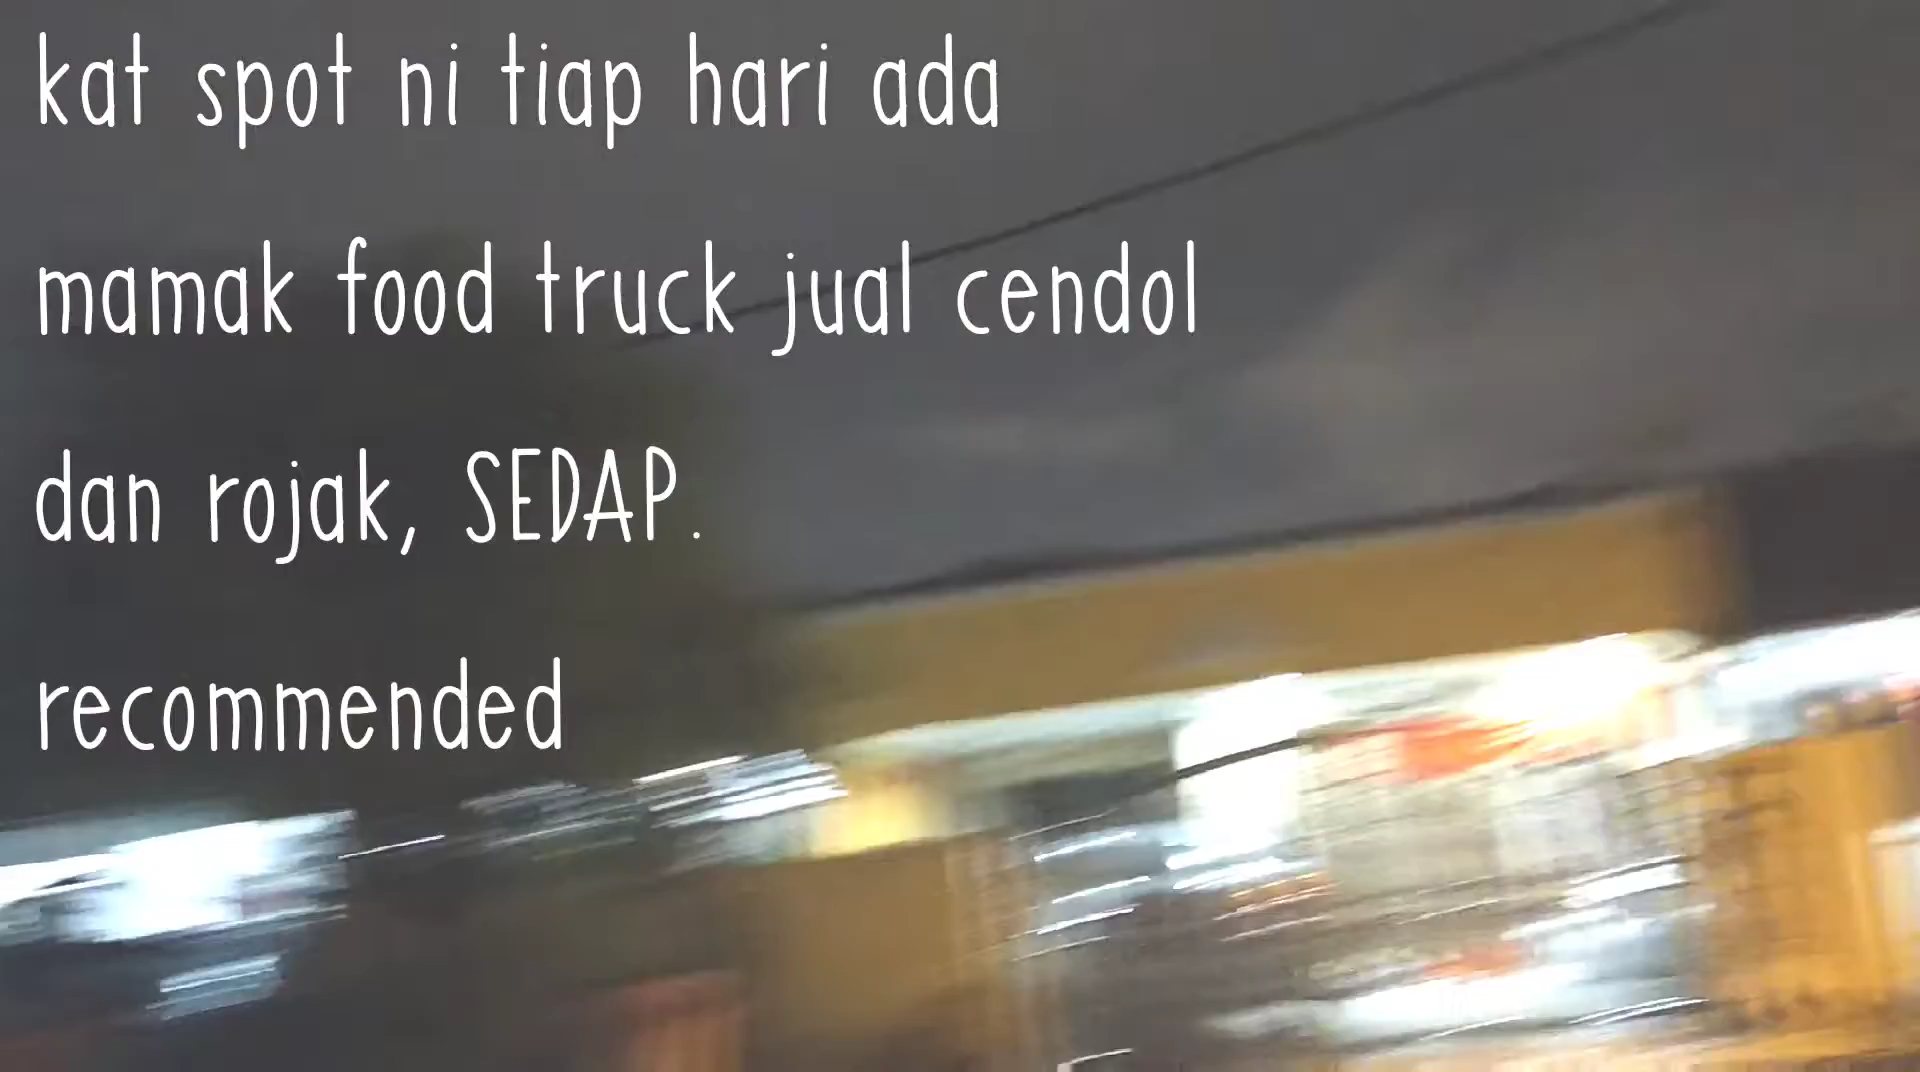 kat spot ni tiap hari ada
mamak food truck jual cendol
dan rojak, SEDAP.
recommended